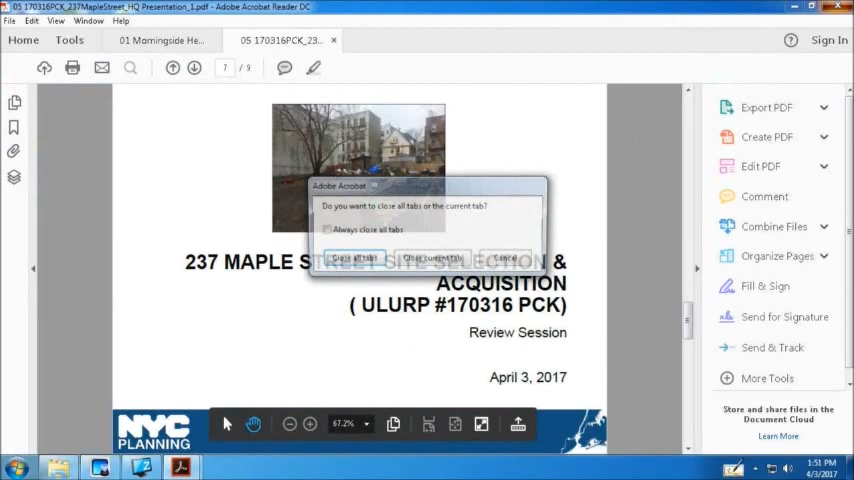 05 170316PCK_237MapleStreet_HQ Presentation_1.pdf - Adobe Acrobat Reader DC
File Edit View Window Help
Home Tools 01 Morningside He... 05 170316PCK_23... × Sign In
7 / 9
Export PDF
Create PDF
Edit PDF
Comment
Combine Files
Organize Pages
Fill & Sign
Send for Signature
Send & Track
More Tools
Store and share files in the
Document Cloud
Learn More
Adobe Acrobat
Do you want to close all tabs or the current tab?
Always close all tabs
Close all tabs Close current tab Cancel
237 MAPLE STREET SITE SELECTION &
ACQUISITION
( ULURP #170316 PCK)
Review Session
April 3, 2017
NYC
PLANNING
67.2%
1:51 PM
4/3/2017